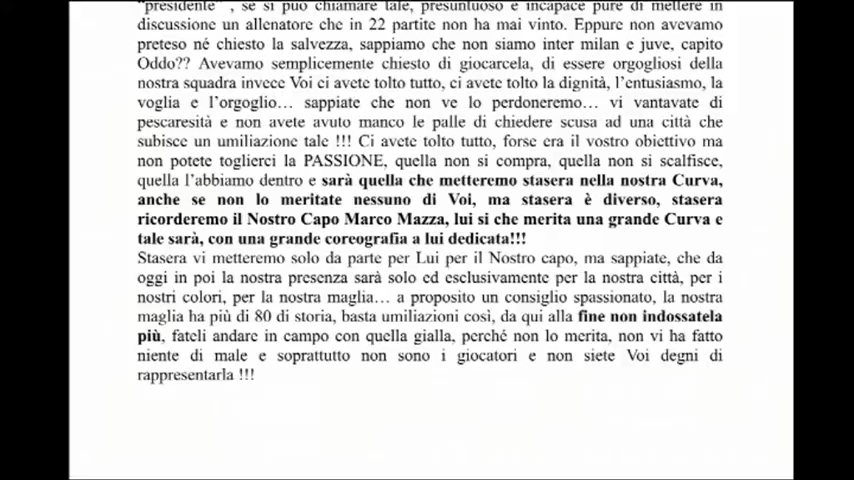 "presidente" , se si può chiamare tale, presuntuoso e incapace pure di mettere in
discussione un allenatore che in 22 partite non ha mai vinto. Eppure non avevamo
preteso né chiesto la salvezza, sappiamo che non siamo inter milan e juve, capito
Oddo?? Avevamo semplicemente chiesto di giocarcela, di essere orgogliosi della
nostra squadra invece Voi ci avete tolto tutto, ci avete tolto la dignità, l'entusiasmo, la
voglia e l'orgoglio… sappiate che non ve lo perdoneremo… vi vantavate di
pescaresità e non avete avuto manco le palle di chiedere scusa ad una città che
subisce un umiliazione tale !!! Ci avete tolto tutto, forse era il vostro obiettivo ma
non potete toglierci la PASSIONE, quella non si compra, quella non si scalfisce,
quella l'abbiamo dentro e sarà quella che metteremo stasera nella nostra Curva,
anche se non lo meritate nessuno di Voi, ma stasera è diverso, stasera
ricorderemo il Nostro Capo Marco Mazza, lui si che merita una grande Curva e
tale sarà, con una grande coreografia a lui dedicata!!!
Stasera vi metteremo solo da parte per Lui per il Nostro capo, ma sappiate, che da
oggi in poi la nostra presenza sarà solo ed esclusivamente per la nostra città, per i
nostri colori, per la nostra maglia… a proposito un consiglio spassionato, la nostra
maglia ha più di 80 di storia, basta umiliazioni così, da qui alla fine non indossatela
più, fateli andare in campo con quella gialla, perché non lo merita, non vi ha fatto
niente di male e soprattutto non sono i giocatori e non siete Voi degni di
rappresentarla !!!